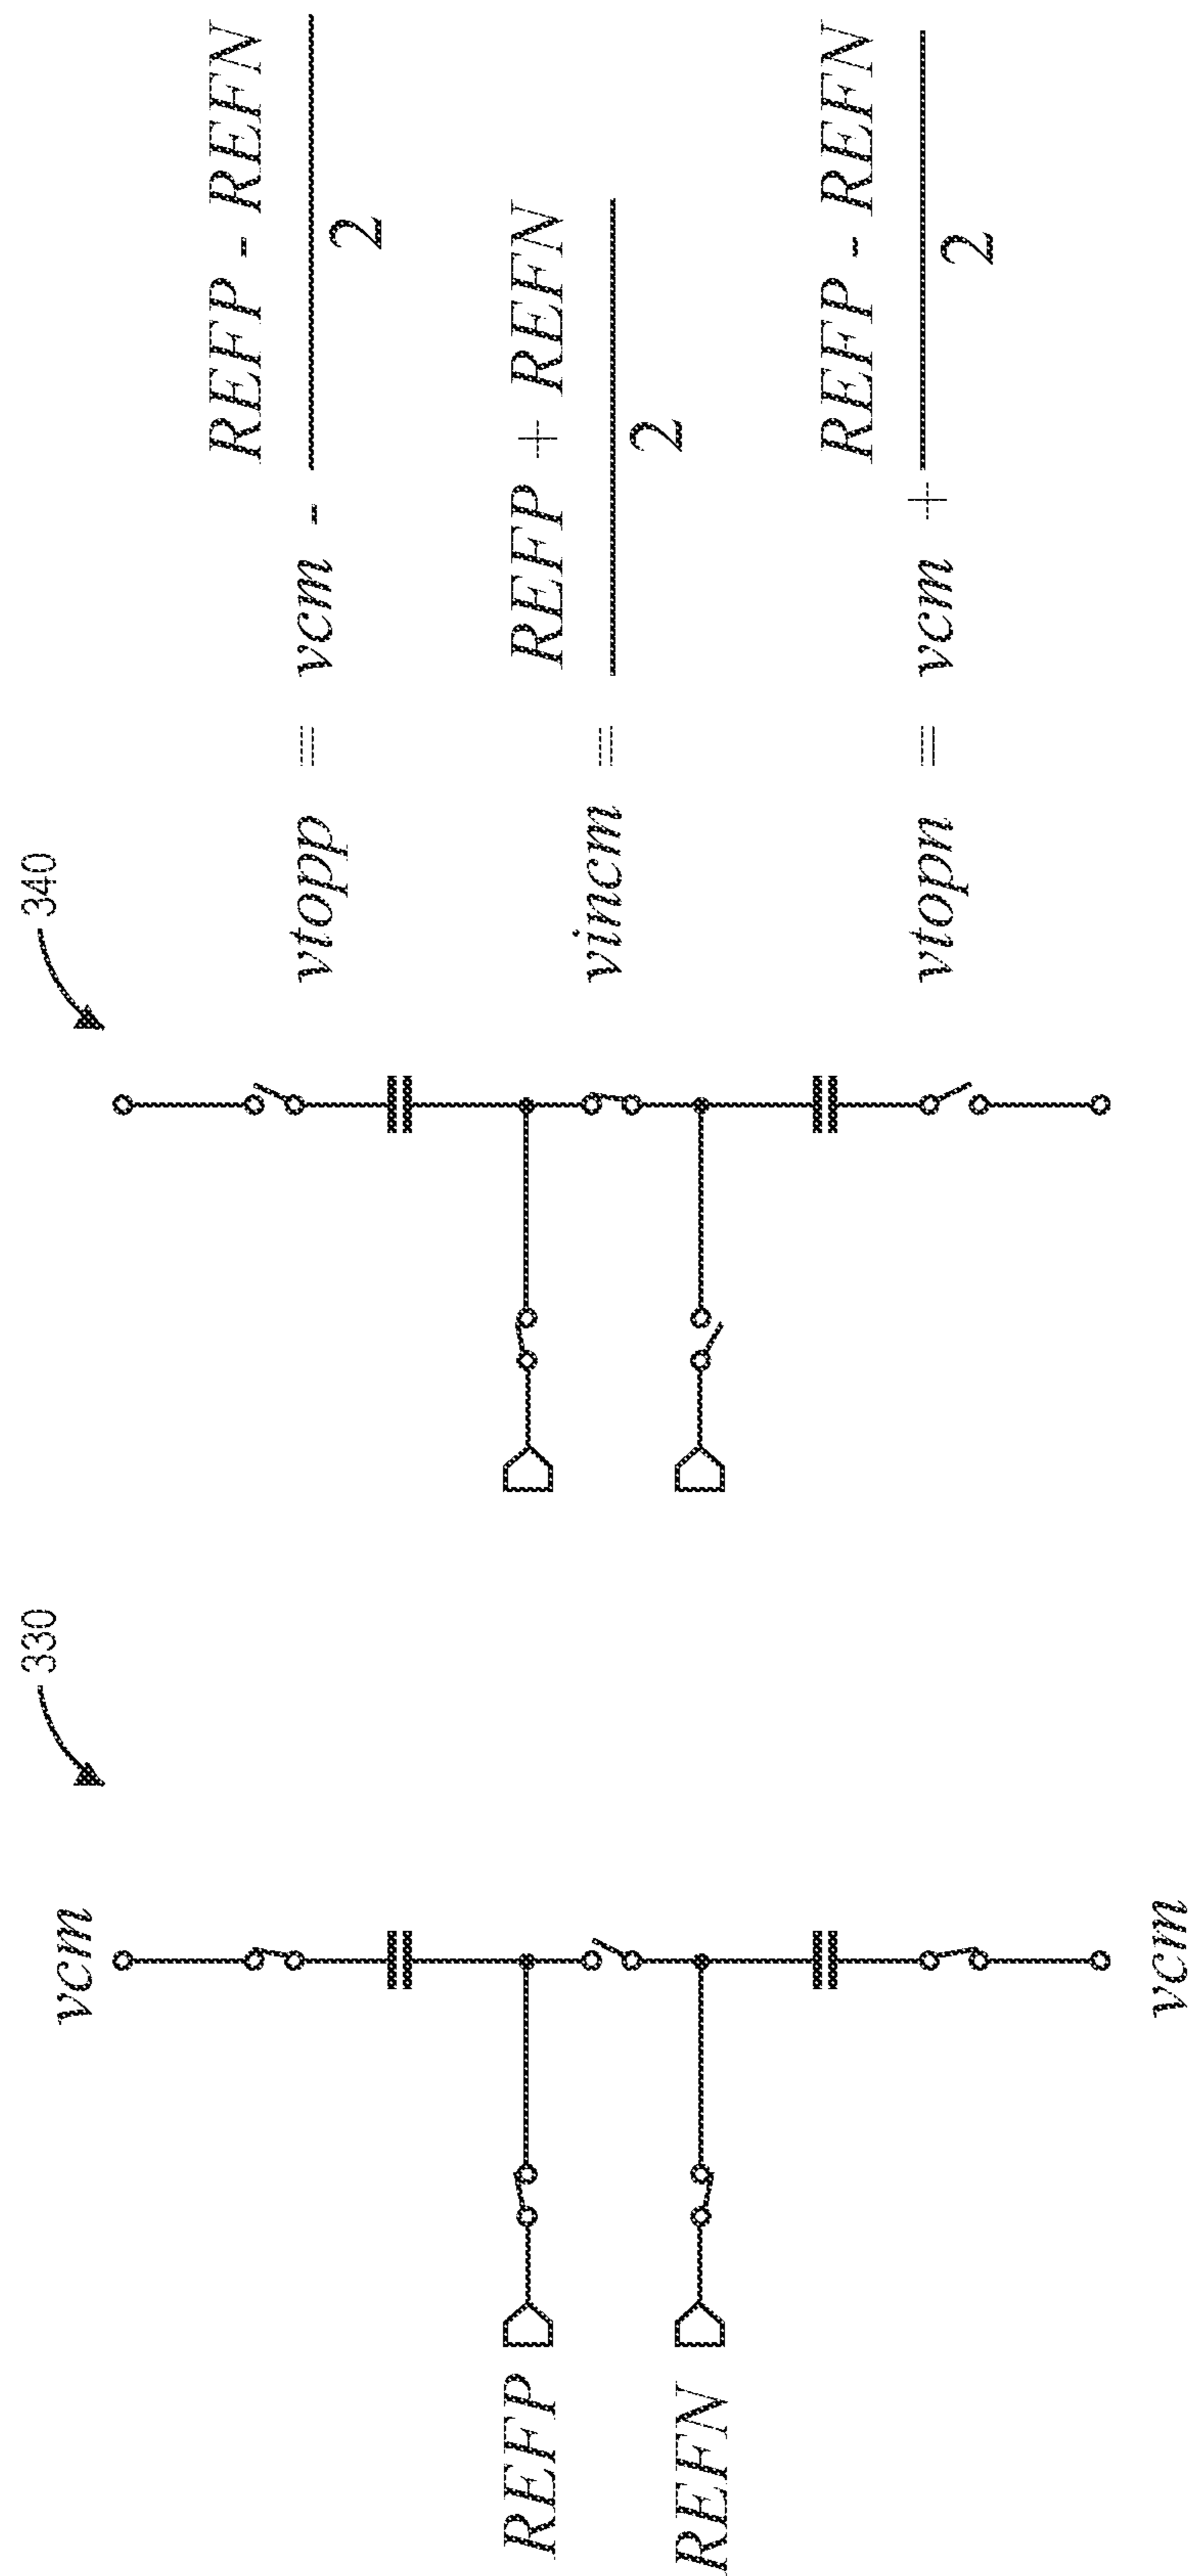 330
340
vcm
REFP
REFN
vcm
vtopp = vcm - (REFP - REFN) / 2
vincm = (REFP + REFN) / 2
vtopn = vcm + (REFP - REFN) / 2